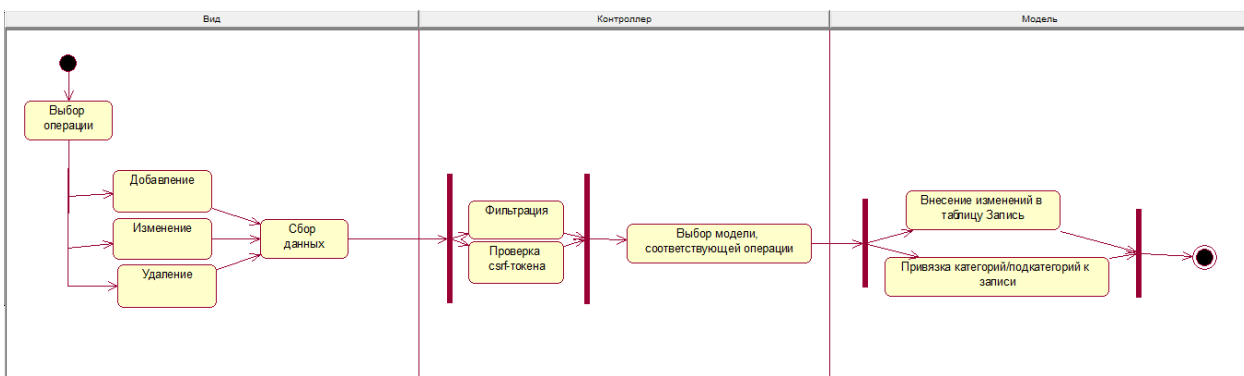 Вид
Контроллер
Модель
Выбор
операции
Добавление
Изменение
Удаление
Сбор
данных
Фильтрация
Проверка
csrf-токена
Выбор модели,
соответствующей операции
Внесение изменений в
таблицу Запись
Привязка категорий/подкатегорий к
записи